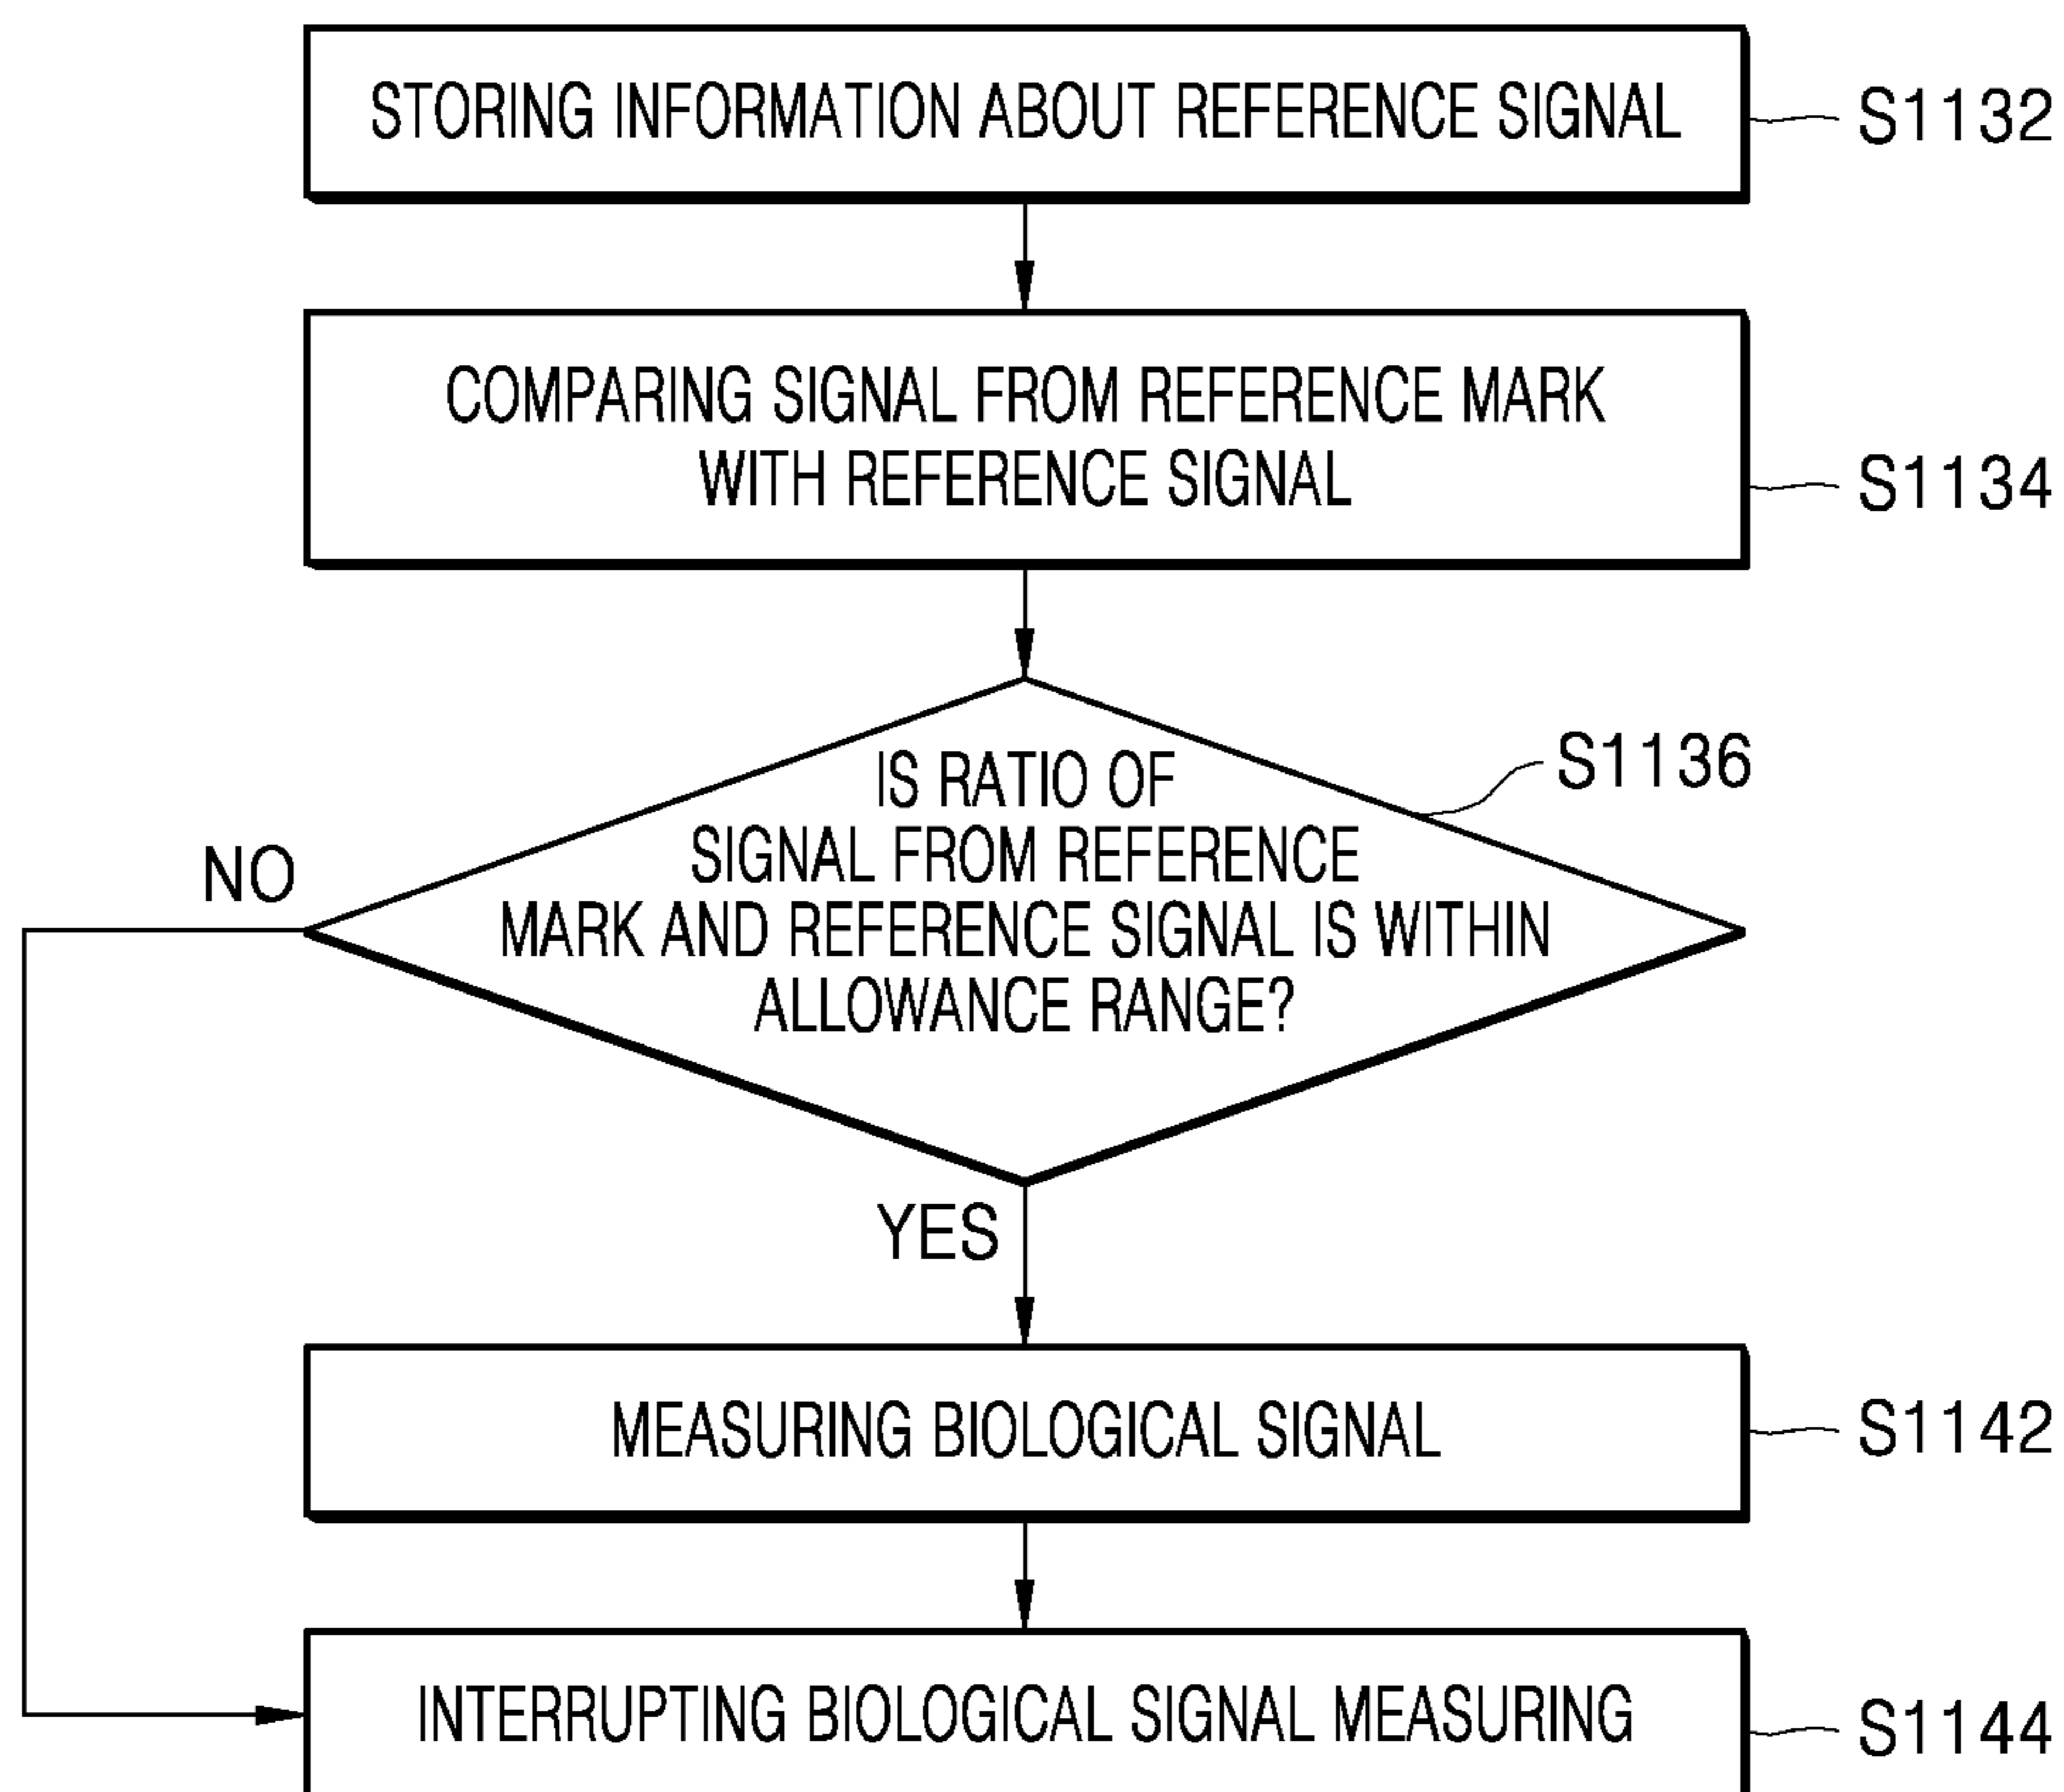 STORING INFORMATION ABOUT REFERENCE SIGNAL
S1132
COMPARING SIGNAL FROM REFERENCE MARK
WITH REFERENCE SIGNAL
S1134
IS RATIO OF
SIGNAL FROM REFERENCE
MARK AND REFERENCE SIGNAL IS WITHIN
ALLOWANCE RANGE?
S1136
NO
YES
MEASURING BIOLOGICAL SIGNAL
S1142
INTERRUPTING BIOLOGICAL SIGNAL MEASURING
S1144